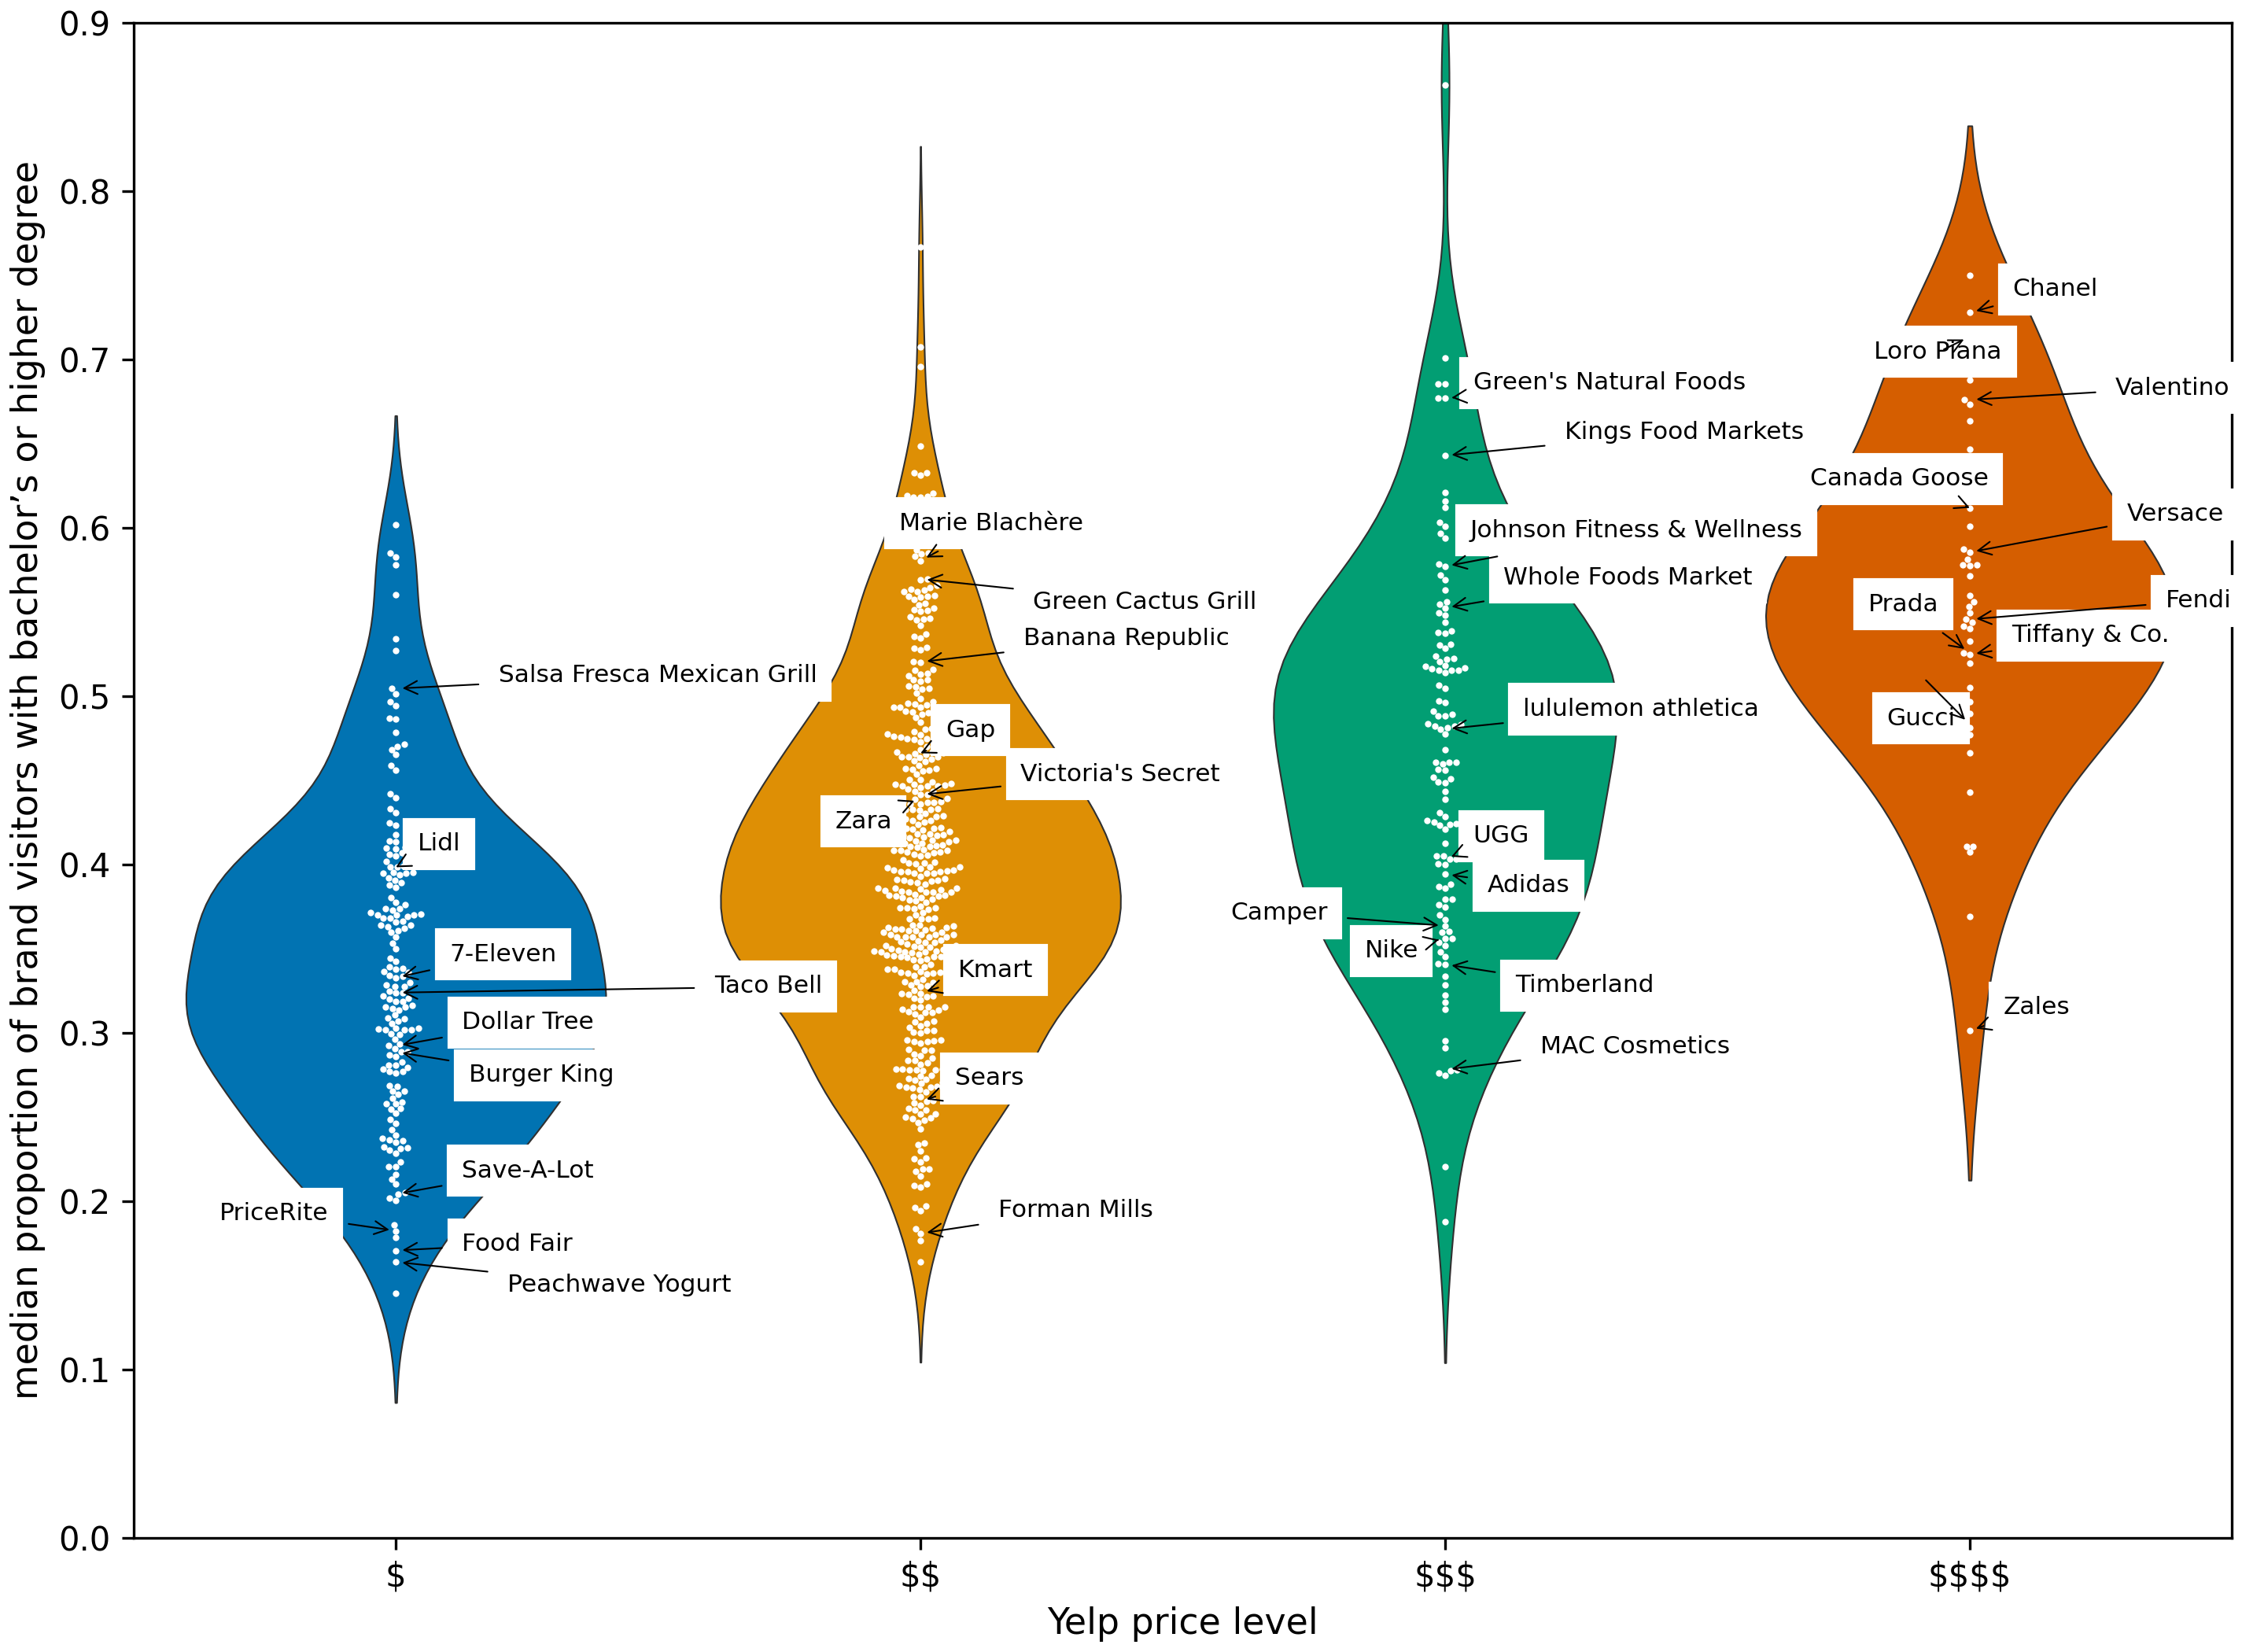 median proportion of brand visitors with bachelor’s or higher degree
0.9
0.8
0.7
0.6
0.5
0.4
0.3
0.2
0.1
0.0
Salsa Fresca Mexican Grill
Lidl
7-Eleven
Taco Bell
Dollar Tree
Burger King
Save-A-Lot
PriceRite
Food Fair
Peachwave Yogurt
Marie Blachère
Green Cactus Grill
Banana Republic
Gap
Victoria's Secret
Zara
Kmart
Sears
Forman Mills
Green's Natural Foods
Kings Food Markets
Johnson Fitness & Wellness
Whole Foods Market
lululemon athletica
UGG
Adidas
Camper
Nike
Timberland
MAC Cosmetics
Chanel
Loro Piana
Valentino
Canada Goose
Versace
Prada
Fendi
Tiffany & Co.
Gucci
Zales
$
$$
$$$
$$$$
Yelp price level